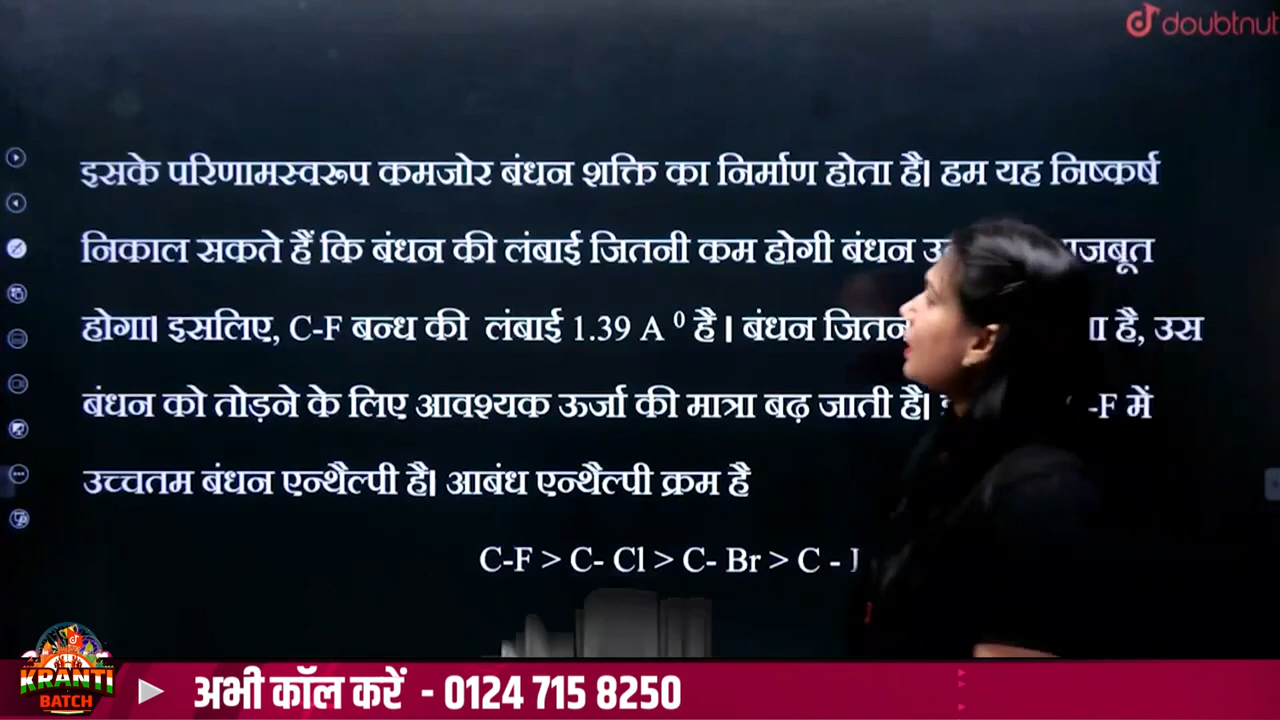 doubtnut
इसके परिणामस्वरूप कमजोर बंधन शक्ति का निर्माण होता है। हम यह निष्कर्ष
निकाल सकते हैं कि बंधन की लंबाई जितनी कम होगी बंधन
होगा। इसलिए, C-F बन्ध की लंबाई 1.39 A ⁰ है । बंधन है, उस
बंधन को तोड़ने के लिए आवश्यक ऊर्जा की मात्रा बढ़ जाती है। -F में
उच्चतम बंधन एन्थैल्पी है। आबंध एन्थैल्पी क्रम है
C-F > C- Cl > C- Br > C -
KRANTI
BATCH
अभी कॉल करें - 0124 715 8250